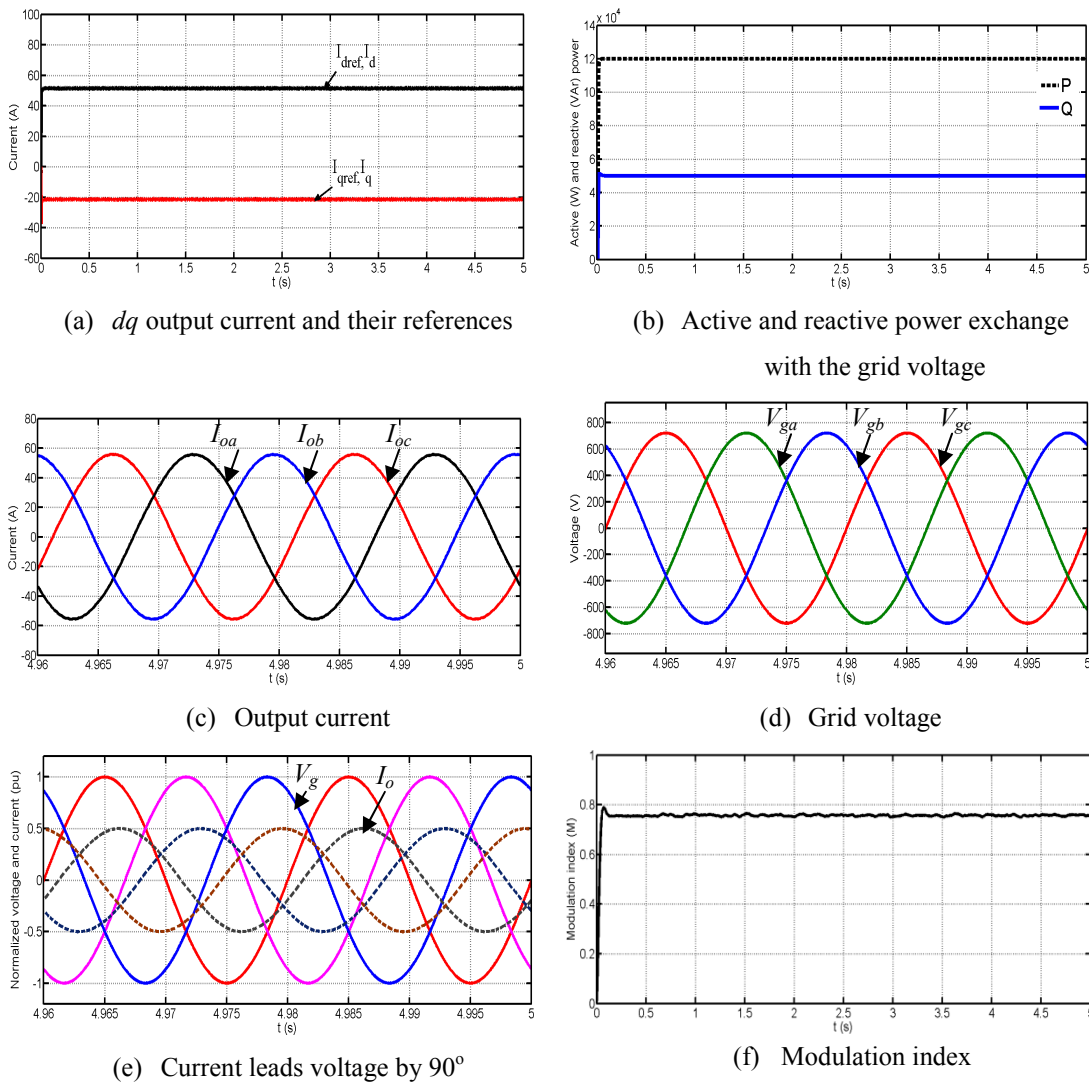 100
80
60
40
20
0
-20
-40
-60
Current (A)
I_dref, I_d
I_qref, I_q
0 0.5 1 1.5 2 2.5 3 3.5 4 4.5 5
t (s)
(a) dq output current and their references
14 x 10^4
12
10
8
6
4
2
0
Active (W) and reactive (VAr) power
P
Q
0 0.5 1 1.5 2 2.5 3 3.5 4 4.5 5
t (s)
(b) Active and reactive power exchange
with the grid voltage
80
60
40
20
0
-20
-40
-60
-80
Current (A)
I_oa I_ob I_oc
4.96 4.965 4.97 4.975 4.98 4.985 4.99 4.995 5
t (s)
(c) Output current
800
600
400
200
0
-200
-400
-600
-800
Voltage (V)
V_ga V_gb V_gc
4.96 4.965 4.97 4.975 4.98 4.985 4.99 4.995 5
t (s)
(d) Grid voltage
1
0.5
0
-0.5
-1
Normalized voltage and current (pu)
V_g I_o
4.96 4.965 4.97 4.975 4.98 4.985 4.99 4.995 5
t (s)
(e) Current leads voltage by 90°
1
0.8
0.6
0.4
0.2
0
Modulation index (M)
0 0.5 1 1.5 2 2.5 3 3.5 4 4.5 5
t (s)
(f) Modulation index